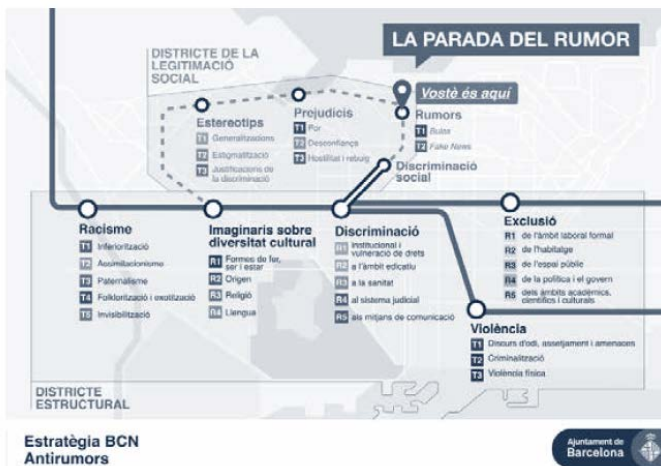 DISTRICTE DE LA
LEGITIMACIÓ
SOCIAL
LA PARADA DEL RUMOR
Vostè és aquí
Estereotips
T1 Generalitzacions
T2 Estigmatització
T3 Justificacions de
la discriminació
Prejudicis
T1 Por
T2 Desconfiança
T3 Hostilitat i rebuig
Rumors
T1 Bulos
T2 Fake News
Discriminació
social
Racisme
T1 Inferiorització
T2 Assimilacionisme
T3 Paternalisme
T4 Folklorització i exotització
T5 Invisibilització
Imaginaris sobre
diversitat cultural
R1 Formes de fer,
ser i estar
R2 Origen
R3 Religió
R4 Llengua
Discriminació
R1 Institucional i
vulneració de drets
R2 a l'àmbit edicatiu
R3 a la sanitat
R4 al sistema judicial
R5 als mitjans de comunicació
Exclusió
R1 de l'àmbit laboral formal
R2 de l'habitatge
R3 de l'espai públic
R4 de la política i el govern
R5 dels àmbits acadèmics,
científics i culturals
Violència
T1 Discurs d'odi, assetjament i amenaces
T2 Criminalització
T3 Violència física
DISTRICTE
ESTRUCTURAL
Estratègia BCN
Antirumors
Ajuntament de
Barcelona